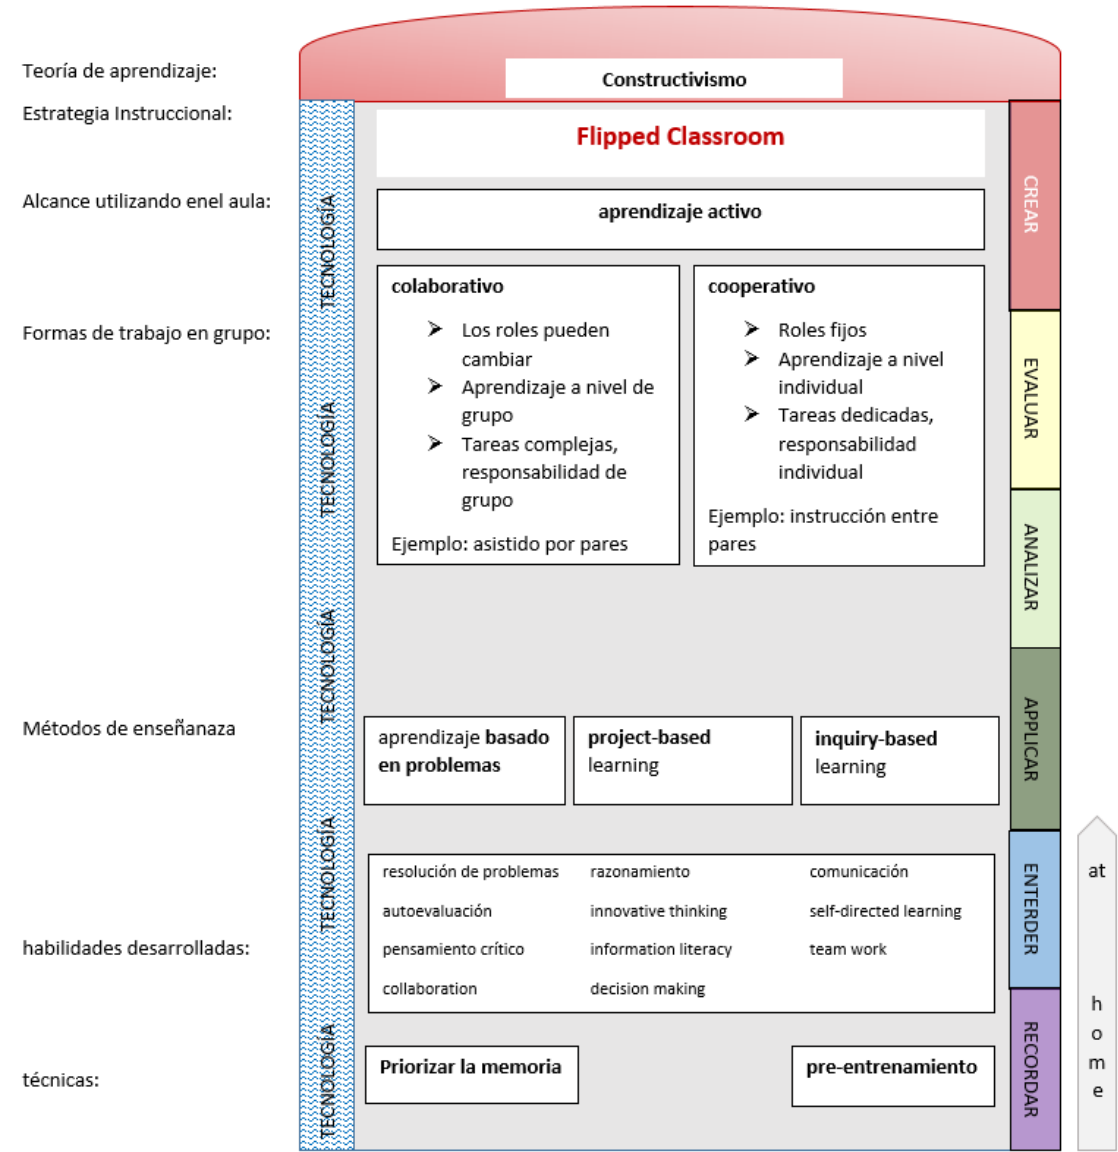 Teoría de aprendizaje:
Constructivismo
Estrategia Instruccional:
Flipped Classroom
Alcance utilizando enel aula:
aprendizaje activo
Formas de trabajo en grupo:
colaborativo
➢ Los roles pueden
cambiar
➢ Aprendizaje a nivel de
grupo
➢ Tareas complejas,
responsabilidad de
grupo
Ejemplo: asistido por pares
cooperativo
➢ Roles fijos
➢ Aprendizaje a nivel
individual
➢ Tareas dedicadas,
responsabilidad
individual
Ejemplo: instrucción entre
pares
Métodos de enseñanaza
aprendizaje basado
en problemas
project-based
learning
inquiry-based
learning
habilidades desarrolladas:
resolución de problemas
razonamiento
comunicación
autoevaluación
innovative thinking
self-directed learning
pensamiento crítico
information literacy
team work
collaboration
decision making
técnicas:
Priorizar la memoria
pre-entrenamiento
TECNOLOGÍA
TECNOLOGÍA
TECNOLOGÍA
TECNOLOGÍA
TECNOLOGÍA
CREAR
EVALUAR
ANALIZAR
APPLICAR
ENTERDER
RECORDAR
at
home